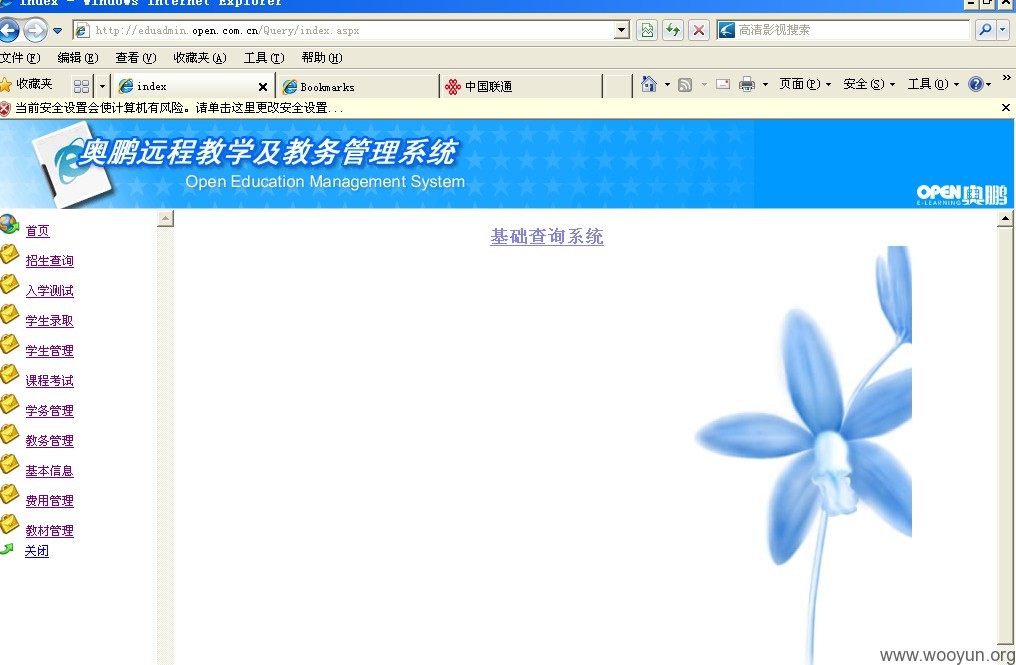 Index - Windows Internet Explorer
http://eduadmin.open.com.cn/Query/index.aspx
高清影视搜索
文件(F) 编辑(E) 查看(V) 收藏夹(A) 工具(T) 帮助(H)
收藏夹 index Bookmarks 中国联通 页面(P) 安全(S) 工具(O) »
当前安全设置会使计算机有风险。请单击这里更改安全设置...
奥鹏远程教学及教务管理系统
Open Education Management System
OPEN 奥鹏
E-LEARNING
基础查询系统
首页
招生查询
入学测试
学生录取
学生管理
课程考试
学务管理
教务管理
基本信息
费用管理
教材管理
关闭
www.wooyun.org